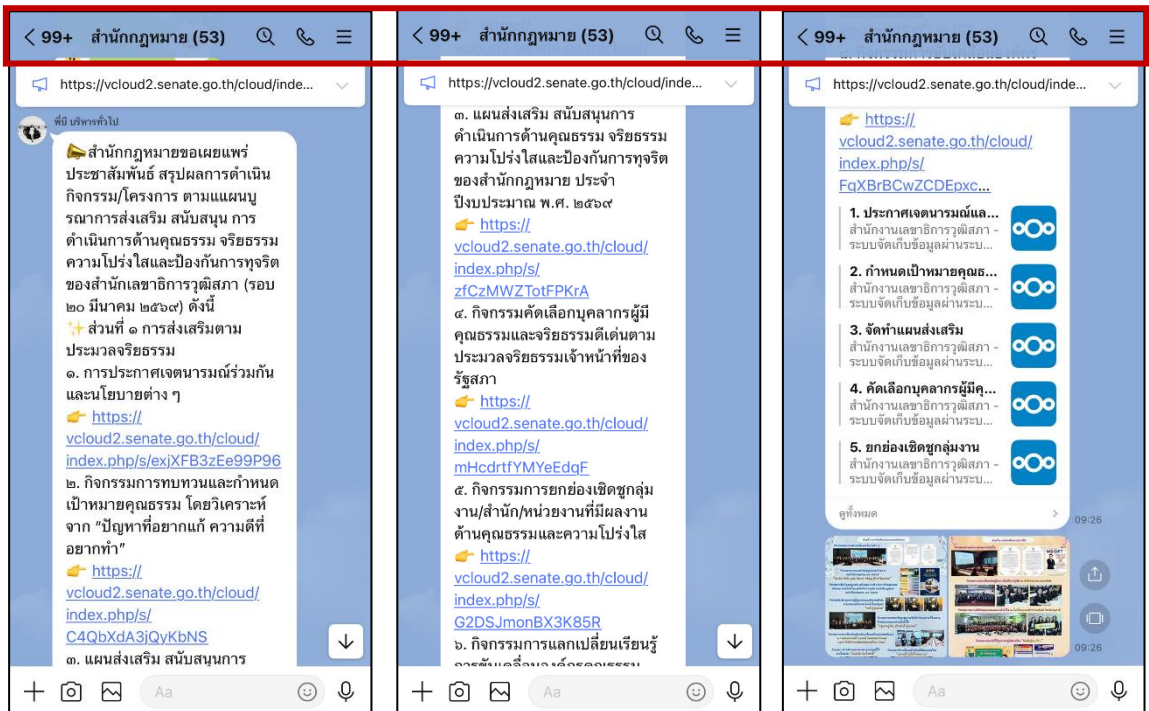 99+ สำนักกฎหมาย (53)
https://vcloud2.senate.go.th/cloud/inde...
พี่บี บริหารทั่วไป
สำนักกฎหมายขอเผยแพร่
ประชาสัมพันธ์ สรุปผลการดำเนิน
กิจกรรม/โครงการ ตามแแผนบู
รณาการส่งเสริม สนับสนุน การ
ดำเนินการด้านคุณธรรม จริยธรรม
ความโปร่งใสและป้องกันการทุจริต
ของสำนักเลขาธิการวุฒิสภา (รอบ
๒๐ มีนาคม ๒๕๖๙) ดังนี้
✨ ส่วนที่ ๑ การส่งเสริมตาม
ประมวลจริยธรรม
๑. การประกาศเจตนารมณ์ร่วมกัน
และนโยบายต่าง ๆ
👉 https://
vcloud2.senate.go.th/cloud/
index.php/s/exjXFB3zEe99P96
๒. กิจกรรมการทบทวนและกำหนด
เป้าหมายคุณธรรม โดยวิเคราะห์
จาก "ปัญหาที่อยากแก้ ความดีที่
อยากทำ"
👉 https://
vcloud2.senate.go.th/cloud/
index.php/s/
C4QbXdA3jQyKbNS
๓. แผนส่งเสริม สนับสนุนการ
Aa
99+ สำนักกฎหมาย (53)
https://vcloud2.senate.go.th/cloud/inde...
๓. แผนส่งเสริม สนับสนุนการ
ดำเนินการด้านคุณธรรม จริยธรรม
ความโปร่งใสและป้องกันการทุจริต
ของสำนักกฎหมาย ประจำ
ปีงบประมาณ พ.ศ. ๒๕๖๙
👉 https://
vcloud2.senate.go.th/cloud/
index.php/s/
zfCzMWZTotFPKrA
๔. กิจกรรมคัดเลือกบุคลากรผู้มี
คุณธรรมและจริยธรรมดีเด่นตาม
ประมวลจริยธรรมเจ้าหน้าที่ของ
รัฐสภา
👉 https://
vcloud2.senate.go.th/cloud/
index.php/s/
mHcdrtfYMYeEdqF
๕. กิจกรรมการยกย่องเชิดชูกลุ่ม
งาน/สำนัก/หน่วยงานที่มีผลงาน
ด้านคุณธรรมและความโปร่งใส
👉 https://
vcloud2.senate.go.th/cloud/
index.php/s/
G2DSJmonBX3K85R
๖. กิจกรรมการแลกเปลี่ยนเรียนรู้
การขับเคลื่อนองค์กรคุณธรรม
Aa
99+ สำนักกฎหมาย (53)
https://vcloud2.senate.go.th/cloud/inde...
👉 https://
vcloud2.senate.go.th/cloud/
index.php/s/
FqXBrBCwZCDEpxc...
1. ประกาศเจตนารมณ์แล...
สำนักงานเลขาธิการวุฒิสภา -
ระบบจัดเก็บข้อมูลผ่านระบ...
2. กำหนดเป้าหมายคุณธ...
สำนักงานเลขาธิการวุฒิสภา -
ระบบจัดเก็บข้อมูลผ่านระบ...
3. จัดทำแผนส่งเสริม
สำนักงานเลขาธิการวุฒิสภา -
ระบบจัดเก็บข้อมูลผ่านระบ...
4. คัดเลือกบุคลากรผู้มีคุ...
สำนักงานเลขาธิการวุฒิสภา -
ระบบจัดเก็บข้อมูลผ่านระบ...
5. ยกย่องเชิดชูกลุ่มงาน
สำนักงานเลขาธิการวุฒิสภา -
ระบบจัดเก็บข้อมูลผ่านระบ...
ดูทั้งหมด
09:26
09:26
Aa